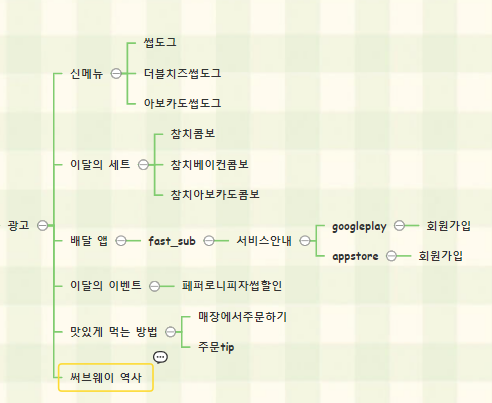 썹도그
신메뉴
더블치즈썹도그
아보카도썹도그
참치콤보
이달의 세트
참치베이컨콤보
참치아보카도콤보
광고
googleplay
회원가입
배달 앱
fast_sub
서비스안내
appstore
회원가입
이달의 이벤트
페퍼로니피자썹할인
매장에서주문하기
맛있게 먹는 방법
주문tip
써브웨이 역사